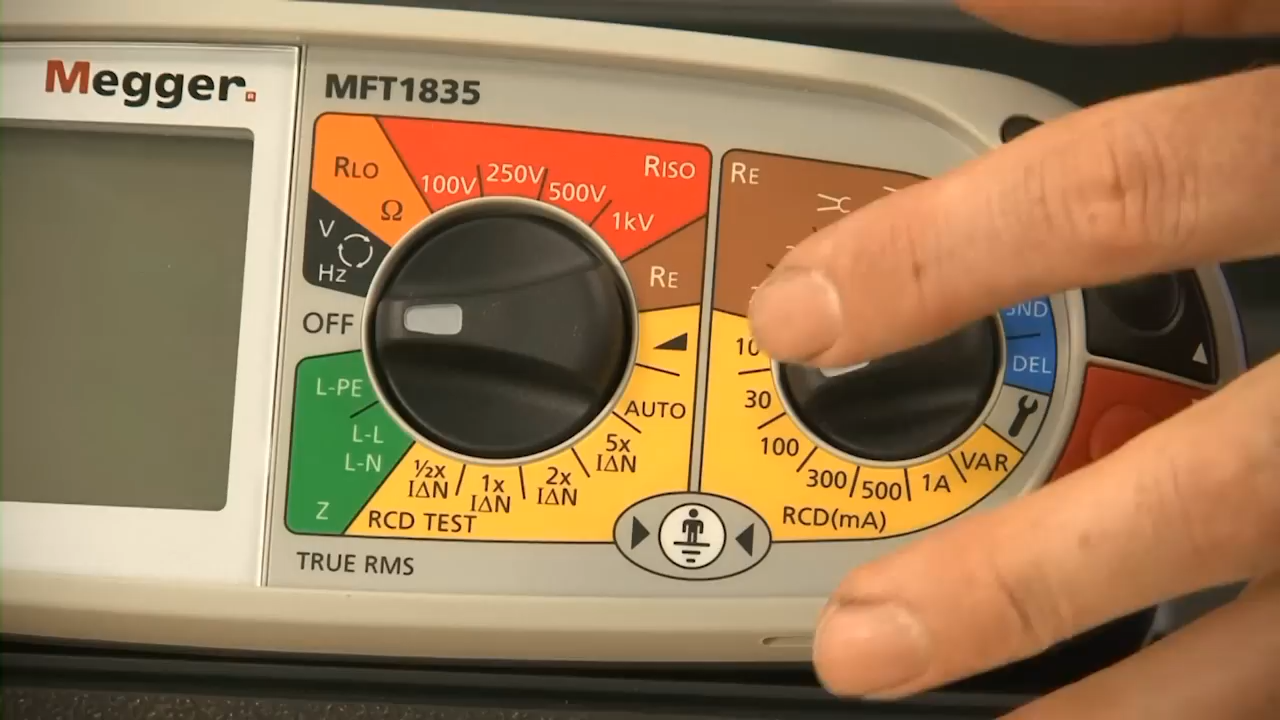 Megger.
MFT1835
RLO
Ω
V
Hz
OFF
100V
250V
500V
1kV
RISO
RE
L-PE
L-L
L-N
Z
½x
IΔN
1x
IΔN
2x
IΔN
5x
IΔN
AUTO
RCD TEST
TRUE RMS
RE
10
30
100
300
500
1A
VAR
RCD(mA)
DEL